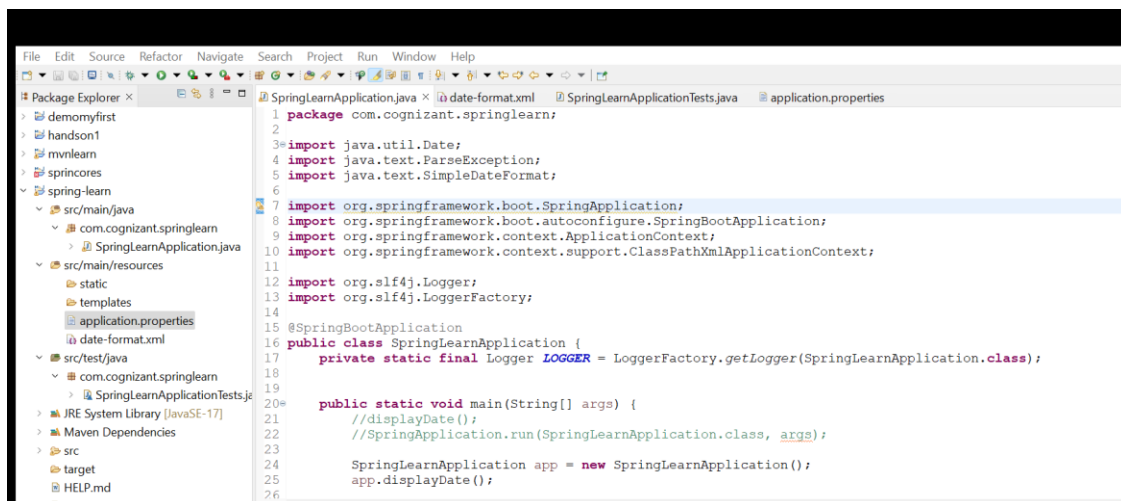 File Edit Source Refactor Navigate Search Project Run Window Help
Package Explorer ×
demomyfirst
handson1
mvnlearn
sprincores
spring-learn
src/main/java
com.cognizant.springlearn
SpringLearnApplication.java
src/main/resources
static
templates
application.properties
date-format.xml
src/test/java
com.cognizant.springlearn
SpringLearnApplicationTests.ja
JRE System Library [JavaSE-17]
Maven Dependencies
src
target
HELP.md
SpringLearnApplication.java × date-format.xml SpringLearnApplicationTests.java application.properties
1 package com.cognizant.springlearn;
2
3 import java.util.Date;
4 import java.text.ParseException;
5 import java.text.SimpleDateFormat;
6
7 import org.springframework.boot.SpringApplication;
8 import org.springframework.boot.autoconfigure.SpringBootApplication;
9 import org.springframework.context.ApplicationContext;
10 import org.springframework.context.support.ClassPathXmlApplicationContext;
11
12 import org.slf4j.Logger;
13 import org.slf4j.LoggerFactory;
14
15 @SpringBootApplication
16 public class SpringLearnApplication {
17 private static final Logger LOGGER = LoggerFactory.getLogger(SpringLearnApplication.class);
18
19
20 public static void main(String[] args) {
21 //displayDate();
22 //SpringApplication.run(SpringLearnApplication.class, args);
23
24 SpringLearnApplication app = new SpringLearnApplication();
25 app.displayDate();
26